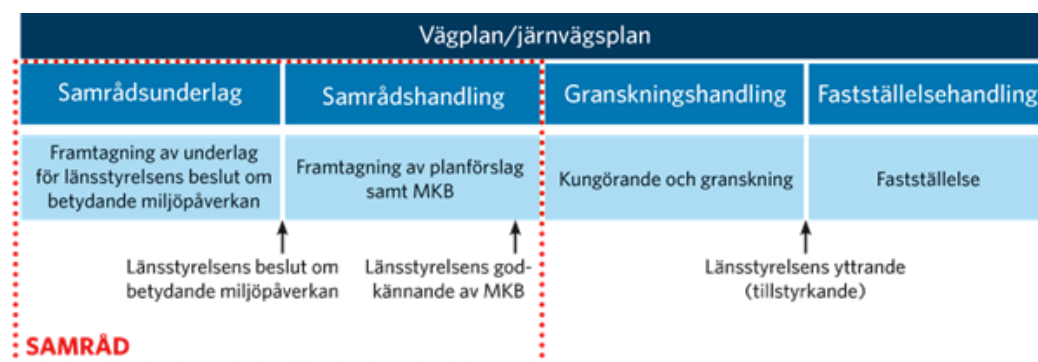 Vägplan/järnvägsplan
Samrådsunderlag
Samrådshandling
Granskningshandling
Fastställelsehandling
Framtagning av underlag
för länsstyrelsens beslut om
betydande miljöpåverkan
Framtagning av planförslag
samt MKB
Kungörande och granskning
Fastställelse
Länsstyrelsens beslut om
betydande miljöpåverkan
Länsstyrelsens god-
kännande av MKB
Länsstyrelsens yttrande
(tillstyrkande)
SAMRÅD